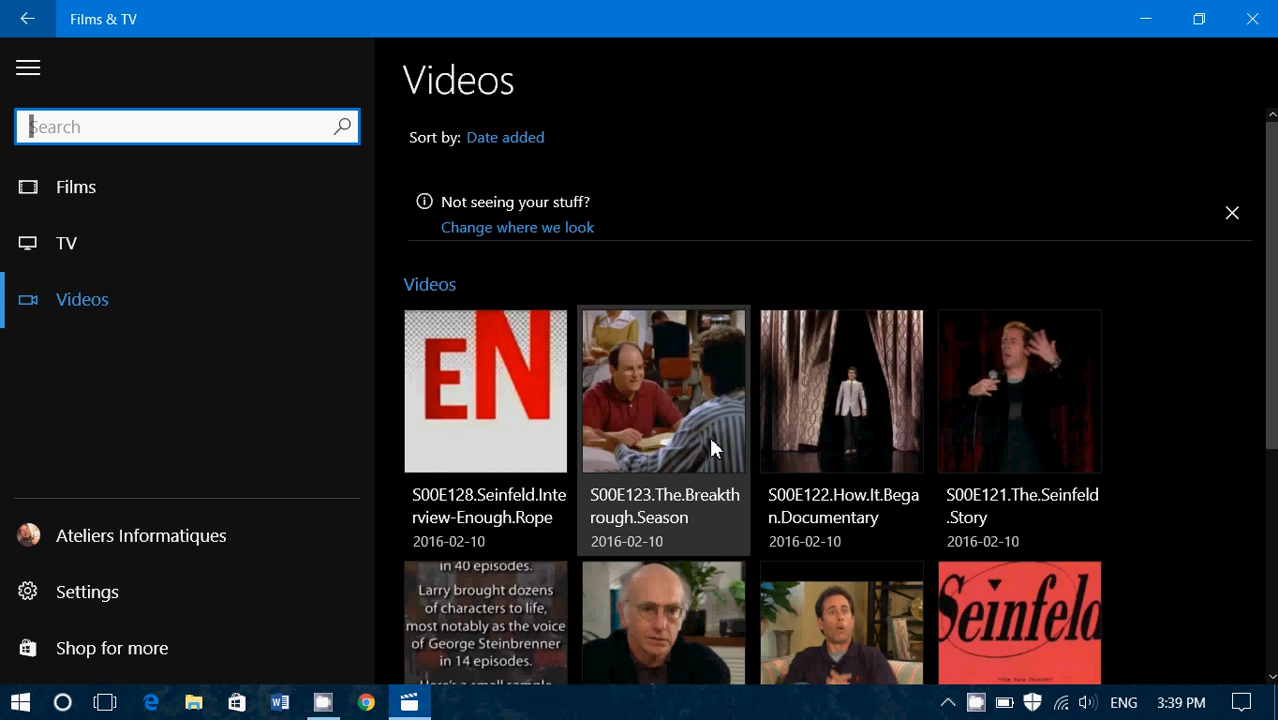 Films & TV
Search
Films
TV
Videos
Ateliers Informatiques
Settings
Shop for more
Videos
Sort by: Date added
Not seeing your stuff?
Change where we look
Videos
EN
S00E128.Seinfeld.Inte
rview-Enough.Rope
2016-02-10
S00E123.The.Breakth
rough.Season
2016-02-10
S00E122.How.It.Bega
n.Documentary
2016-02-10
S00E121.The.Seinfeld
.Story
2016-02-10
in 40 episodes.
Larry brought dozens
of characters to life,
most notably as the voice
of George Steinbrenner
in 14 episodes.
Here's a small sample
Seinfeld
ENG
3:39 PM